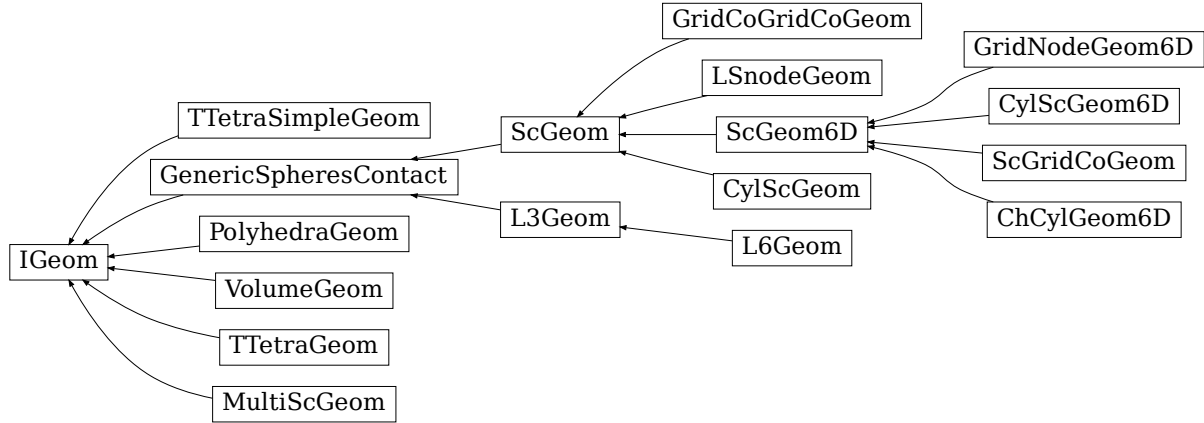 GridCoGridCoGeom
GridNodeGeom6D
LSnodeGeom
CylScGeom6D
TTetraSimpleGeom
ScGeom
ScGeom6D
ScGridCoGeom
GenericSpheresContact
CylScGeom
ChCylGeom6D
L3Geom
PolyhedraGeom
L6Geom
IGeom
VolumeGeom
TTetraGeom
MultiScGeom